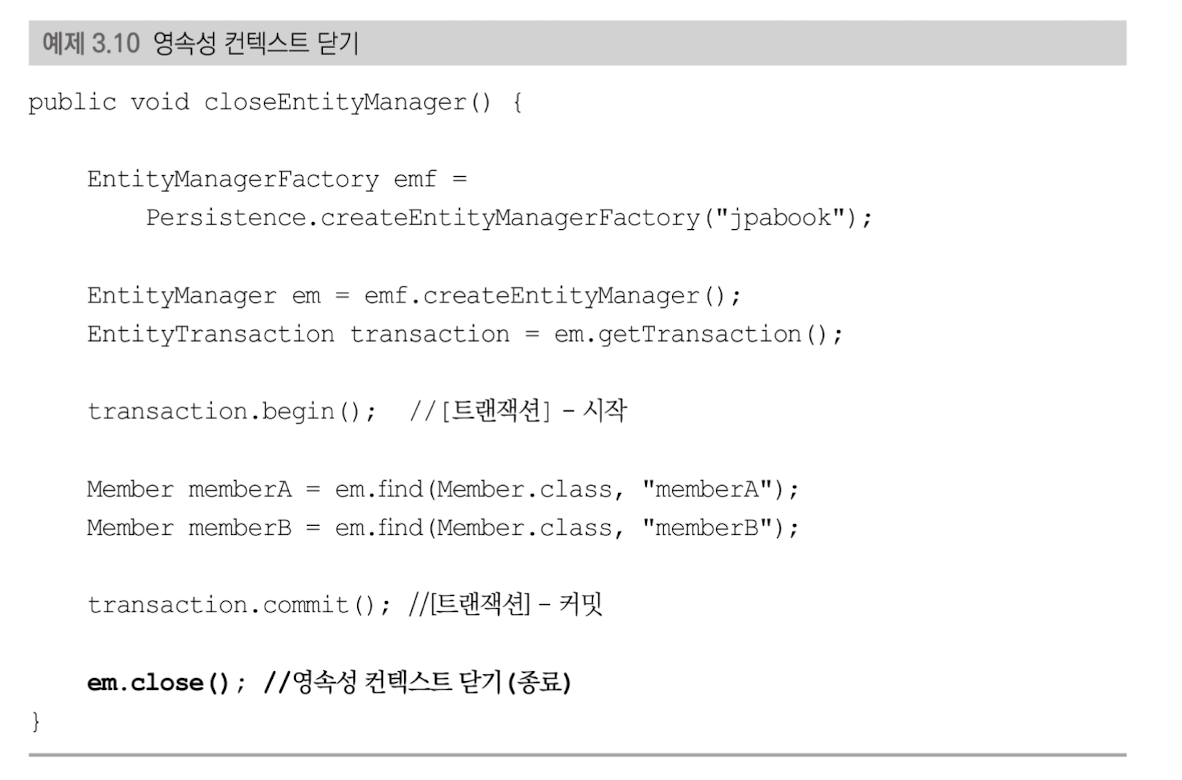 예제 3.10 영속성 컨텍스트 닫기
public void closeEntityManager() {
EntityManagerFactory emf =
Persistence.createEntityManagerFactory("jpabook");
EntityManager em = emf.createEntityManager();
EntityTransaction transaction = em.getTransaction();
transaction.begin(); //[트랜잭션] - 시작
Member memberA = em.find(Member.class, "memberA");
Member memberB = em.find(Member.class, "memberB");
transaction.commit(); //[트랜잭션] - 커밋
em.close(); //영속성 컨텍스트 닫기(종료)
}